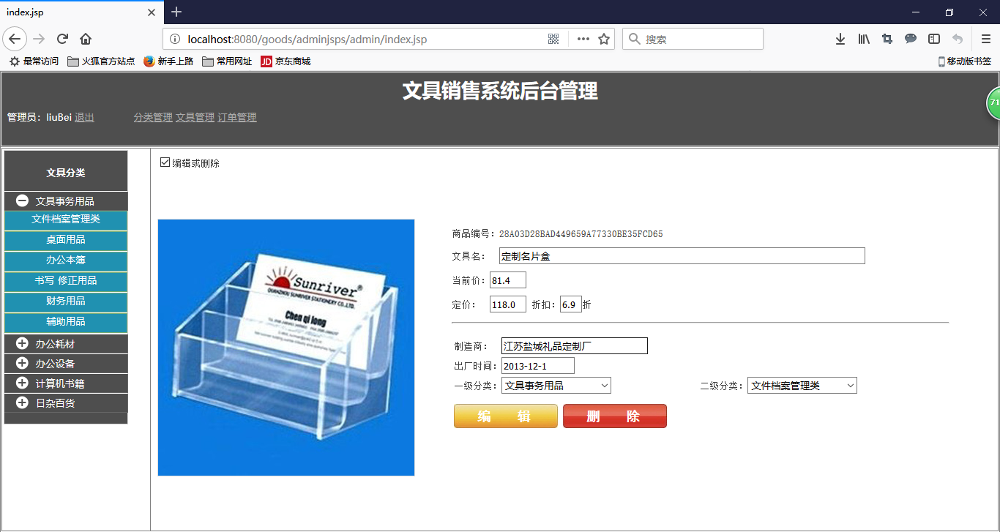 index.jsp
localhost:8080/goods/adminjsps/admin/index.jsp
搜索
最常访问 火狐官方站点 新手上路 常用网址 JD 京东商城 移动版书签
文具销售系统后台管理
71
管理员：liuBei 退出 分类管理 文具管理 订单管理
文具分类
文具事务用品
文件档案管理类
桌面用品
办公本簿
书写 修正用品
财务用品
辅助用品
办公耗材
办公设备
计算机书籍
日杂百货
编辑或删除
Sunriver®
QUANZHOU SUNRIVER STATIONERY CO.,LTD.
Chen qi long
商品编号：28A03D28BAD449659A77330BE35FCD65
文具名： 定制名片盒
当前价：81.4
定价： 118.0 折扣：6.9 折
制造商： 江苏盐城礼品定制厂
出厂时间：2013-12-1
一级分类：文具事务用品 二级分类：文件档案管理类
编 辑 删 除